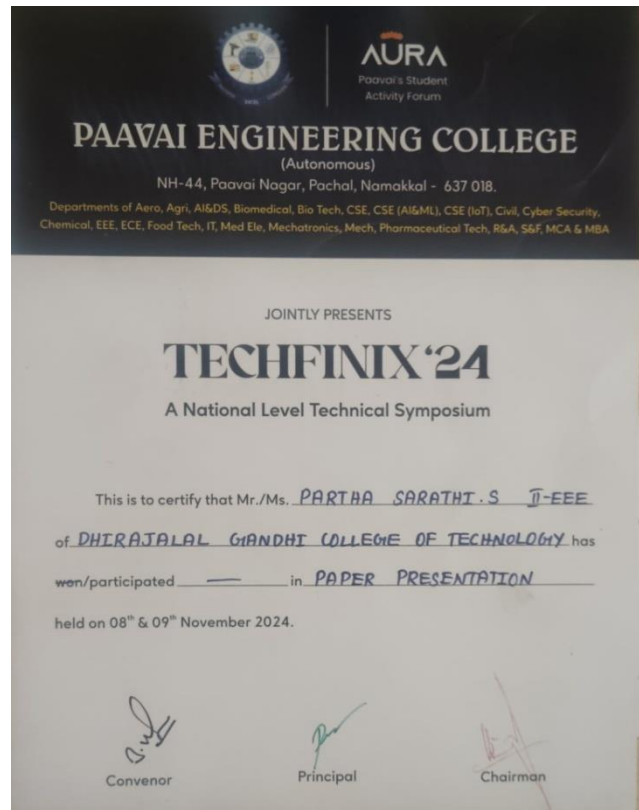 AURA
Paavai's Student
Activity Forum
PAAVAI ENGINEERING COLLEGE
(Autonomous)
NH-44, Paavai Nagar, Pachal, Namakkal - 637 018.
Departments of Aero, Agri, AI&DS, Biomedical, Bio Tech, CSE, CSE (AI&ML), CSE (IoT), Civil, Cyber Security,
Chemical, EEE, ECE, Food Tech, IT, Med Ele, Mechatronics, Mech, Pharmaceutical Tech, R&A, S&F, MCA & MBA
JOINTLY PRESENTS
TECHFINIX‘24
A National Level Technical Symposium
This is to certify that Mr./Ms. PARTHA SARATHI.S II-EEE
of DHIRAJALAL GANDHI COLLEGE OF TECHNOLOGY has
won/participated — in PAPER PRESENTATION
held on 08th & 09th November 2024.
Convenor Principal Chairman